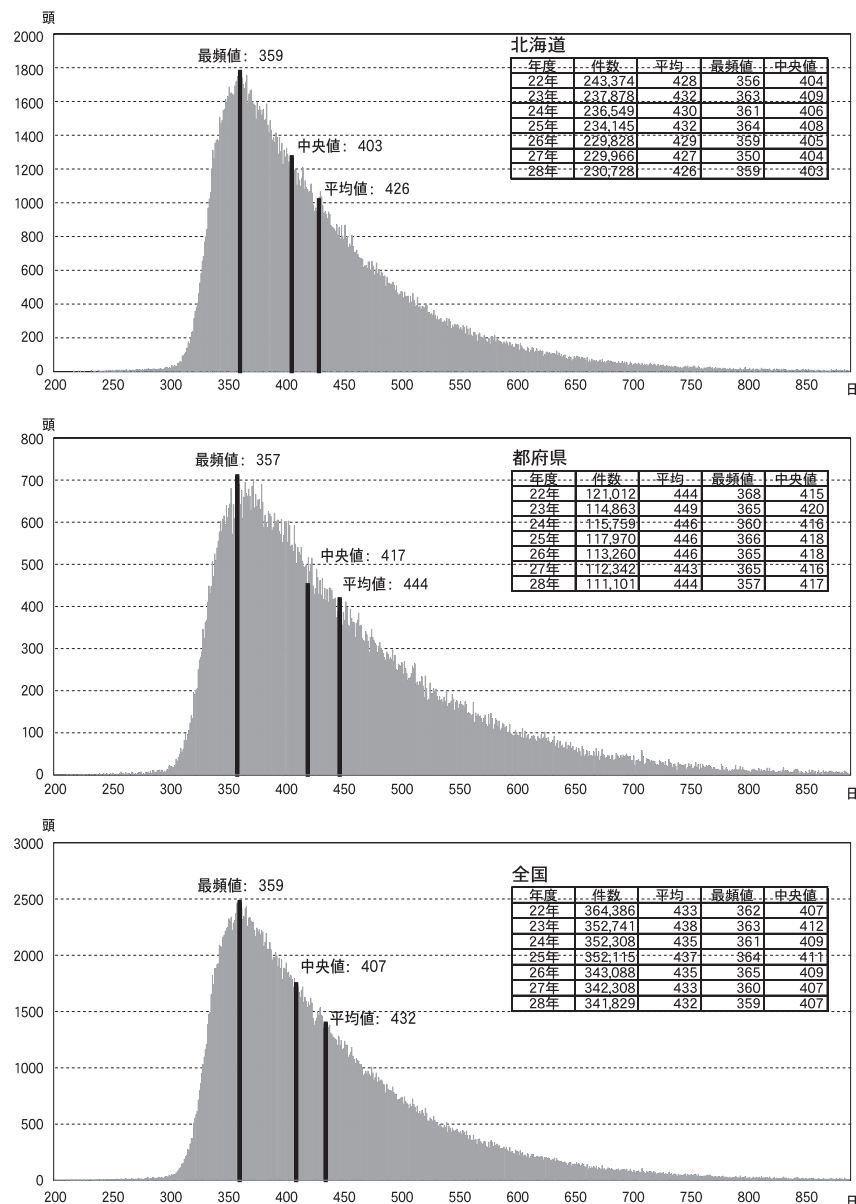 頭
2000
1800
1600
1400
1200
1000
800
600
400
200
0
最頻値：359
中央値：403
平均値：426
北海道
年度 件数 平均 最頻値 中央値
22年 243,374 428 356 404
23年 237,878 432 363 409
24年 236,549 430 361 406
25年 234,145 432 364 408
26年 229,828 429 359 405
27年 229,966 427 350 404
28年 230,728 426 359 403
200 250 300 350 400 450 500 550 600 650 700 750 800 850 日
頭
800
700
600
500
400
300
200
100
0
最頻値：357
中央値：417
平均値：444
都府県
年度 件数 平均 最頻値 中央値
22年 121,012 444 368 415
23年 114,863 449 365 420
24年 115,759 446 360 416
25年 117,970 446 366 418
26年 113,260 446 365 418
27年 112,342 443 365 416
28年 111,101 444 357 417
200 250 300 350 400 450 500 550 600 650 700 750 800 850 日
頭
3000
2500
2000
1500
1000
500
0
最頻値：359
中央値：407
平均値：432
全国
年度 件数 平均 最頻値 中央値
22年 364,386 433 362 407
23年 352,741 438 363 412
24年 352,308 435 361 409
25年 352,115 437 364 411
26年 343,088 435 365 409
27年 342,308 433 360 407
28年 341,829 432 359 407
200 250 300 350 400 450 500 550 600 650 700 750 800 850 日